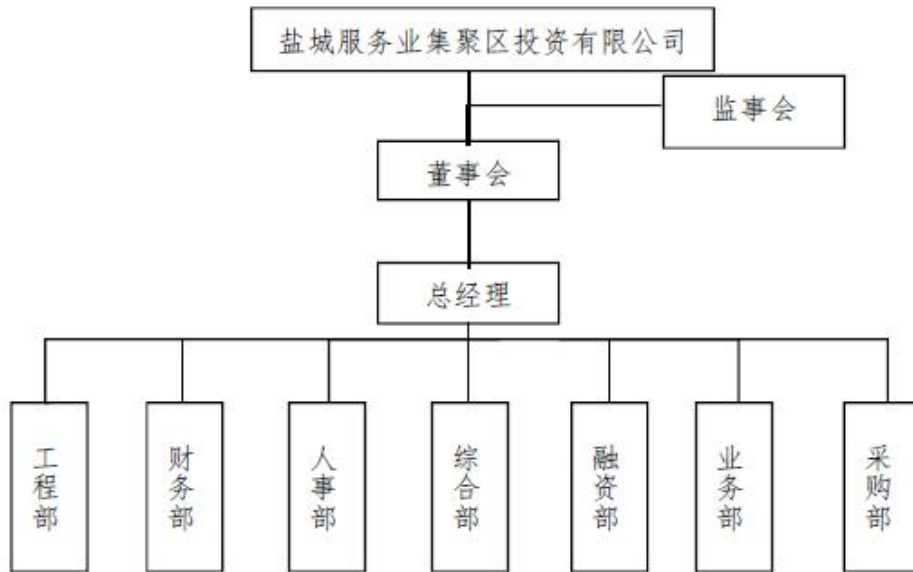 盐城服务业集聚区投资有限公司
监事会
董事会
总经理
工程部
财务部
人事部
综合部
融资部
业务部
采购部